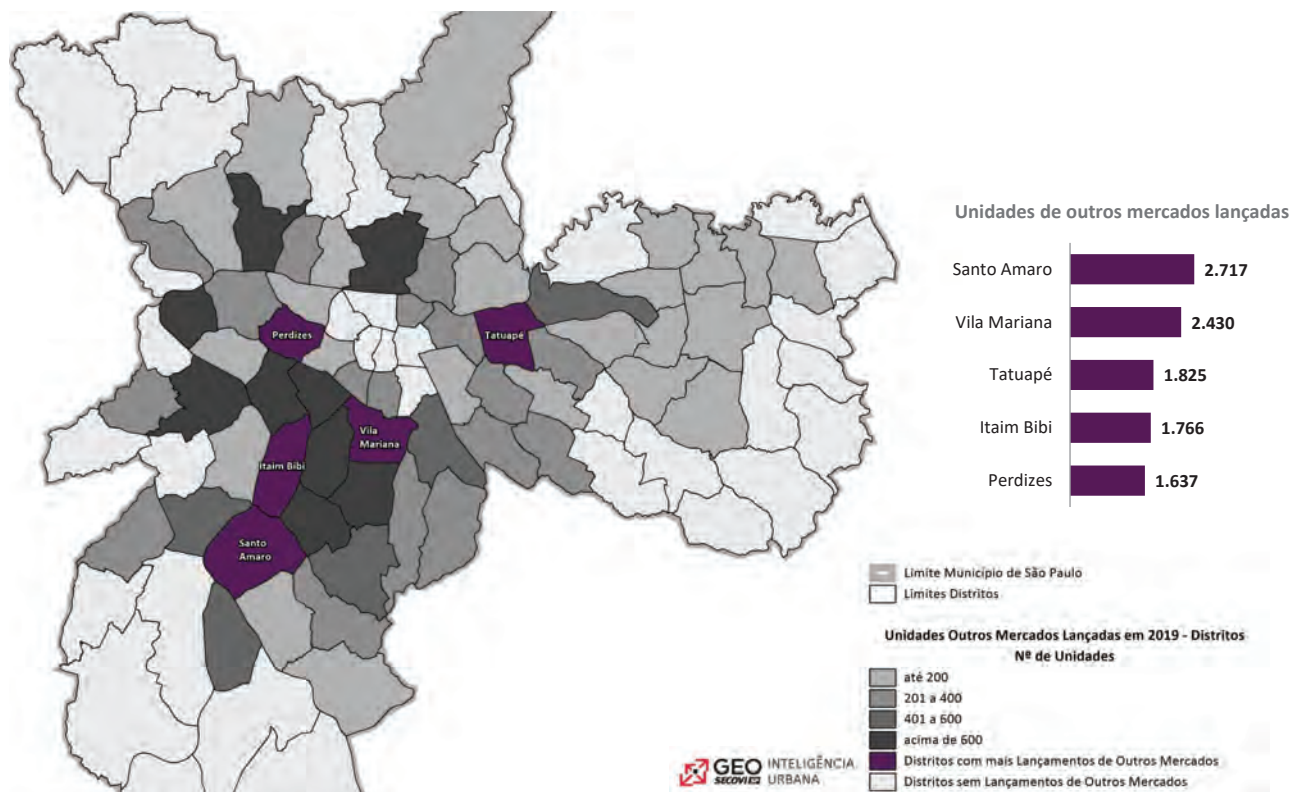 Perdizes
Tatuapé
Vila
Mariana
Itaim Bibi
Santo
Amaro
Unidades de outros mercados lançadas
Santo Amaro 2.717
Vila Mariana 2.430
Tatuapé 1.825
Itaim Bibi 1.766
Perdizes 1.637
Limite Município de São Paulo
Limites Distritos
Unidades Outros Mercados Lançadas em 2019 - Distritos
Nº de Unidades
até 200
201 a 400
401 a 600
acima de 600
Distritos com mais Lançamentos de Outros Mercados
Distritos sem Lançamentos de Outros Mercados
GEO INTELIGÊNCIA
SECOVI SP URBANA